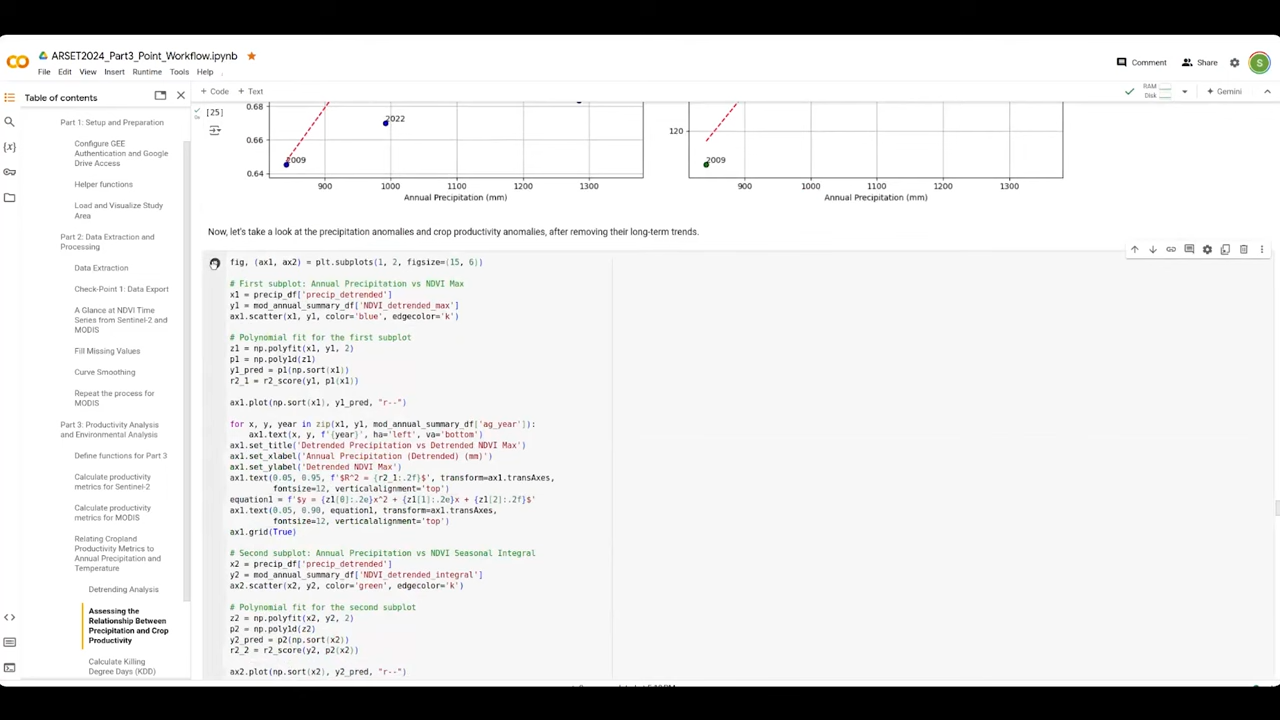 ARSET2024_Part3_Point_Workflow.ipynb
File Edit View Insert Runtime Tools Help
Comment Share S
Table of contents
+ Code + Text
RAM
Disk
Gemini
Part 1: Setup and Preparation
Configure GEE
Authentication and Google
Drive Access
Helper functions
Load and Visualize Study
Area
Part 2: Data Extraction and
Processing
Data Extraction
Check-Point 1: Data Export
A Glance at NDVI Time
Series from Sentinel-2 and
MODIS
Fill Missing Values
Curve Smoothing
Repeat the process for
MODIS
Part 3: Productivity Analysis
and Environmental Analysis
Define functions for Part 3
Calculate productivity
metrics for Sentinel-2
Calculate productivity
metrics for MODIS
Relating Cropland
Productivity Metrics to
Annual Precipitation and
Temperature
Detrending Analysis
Assessing the
Relationship Between
Precipitation and Crop
Productivity
Calculate Killing
Degree Days (KDD)
[25]
0.68
2022
0.66
2009
0.64
900 1000 1100 1200 1300
Annual Precipitation (mm)
120
2009
900 1000 1100 1200 1300
Annual Precipitation (mm)
Now, let's take a look at the precipitation anomalies and crop productivity anomalies, after removing their long-term trends.
fig, (ax1, ax2) = plt.subplots(1, 2, figsize=(15, 6))
# First subplot: Annual Precipitation vs NDVI Max
x1 = precip_df['precip_detrended']
y1 = mod_annual_summary_df['NDVI_detrended_max']
ax1.scatter(x1, y1, color='blue', edgecolor='k')
# Polynomial fit for the first subplot
z1 = np.polyfit(x1, y1, 2)
p1 = np.poly1d(z1)
y1_pred = p1(np.sort(x1))
r2_1 = r2_score(y1, p1(x1))
ax1.plot(np.sort(x1), y1_pred, "r--")
for x, y, year in zip(x1, y1, mod_annual_summary_df['ag_year']):
ax1.text(x, y, f'{year}', ha='left', va='bottom')
ax1.set_title('Detrended Precipitation vs Detrended NDVI Max')
ax1.set_xlabel('Annual Precipitation (Detrended) (mm)')
ax1.set_ylabel('Detrended NDVI Max')
ax1.text(0.05, 0.95, f'$R^2 = {r2_1:.2f}$', transform=ax1.transAxes,
fontsize=12, verticalalignment='top')
equation1 = f'$y = {z1[0]:.2e}x^2 + {z1[1]:.2e}x + {z1[2]:.2f}$'
ax1.text(0.05, 0.90, equation1, transform=ax1.transAxes,
fontsize=12, verticalalignment='top')
ax1.grid(True)
# Second subplot: Annual Precipitation vs NDVI Seasonal Integral
x2 = precip_df['precip_detrended']
y2 = mod_annual_summary_df['NDVI_detrended_integral']
ax2.scatter(x2, y2, color='green', edgecolor='k')
# Polynomial fit for the second subplot
z2 = np.polyfit(x2, y2, 2)
p2 = np.poly1d(z2)
y2_pred = p2(np.sort(x2))
r2_2 = r2_score(y2, p2(x2))
ax2.plot(np.sort(x2), y2_pred, "r--")